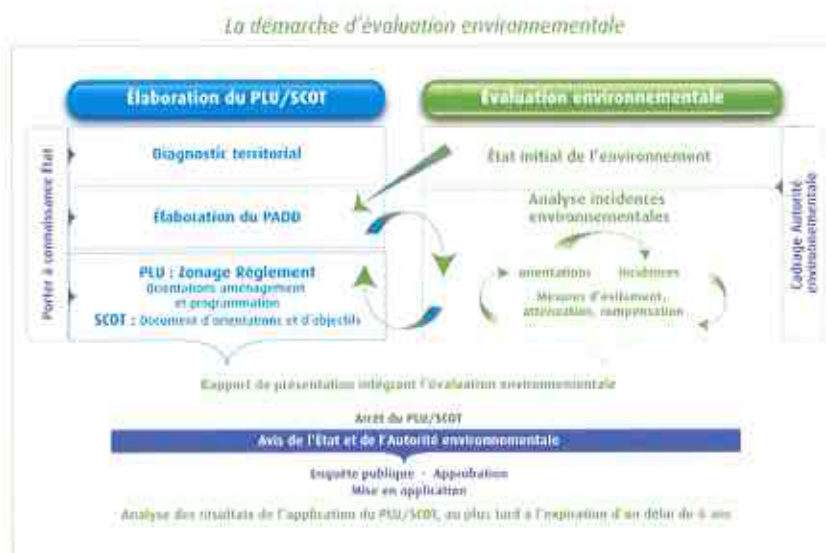 La démarche d'évaluation environnementale
Élaboration du PLU/SCOT
Évaluation environnementale
Porter à connaissance État
Diagnostic territorial
État initial de l'environnement
Élaboration du PADD
Analyse incidences
environnementales
Cadrage Autorité
environnementale
PLU : Zonage Règlement
Orientations aménagement
et programmation
SCOT : Document d'orientations et d'objectifs
orientations
incidences
Mesures d'évitement,
atténuation, compensation
Rapport de présentation intégrant l'évaluation environnementale
Arrêt du PLU/SCOT
Avis de l'État et de l'Autorité environnementale
Enquête publique - Approbation
Mise en application
Analyse des résultats de l'application du PLU/SCOT, au plus tard à l'expiration d'un délai de 6 ans